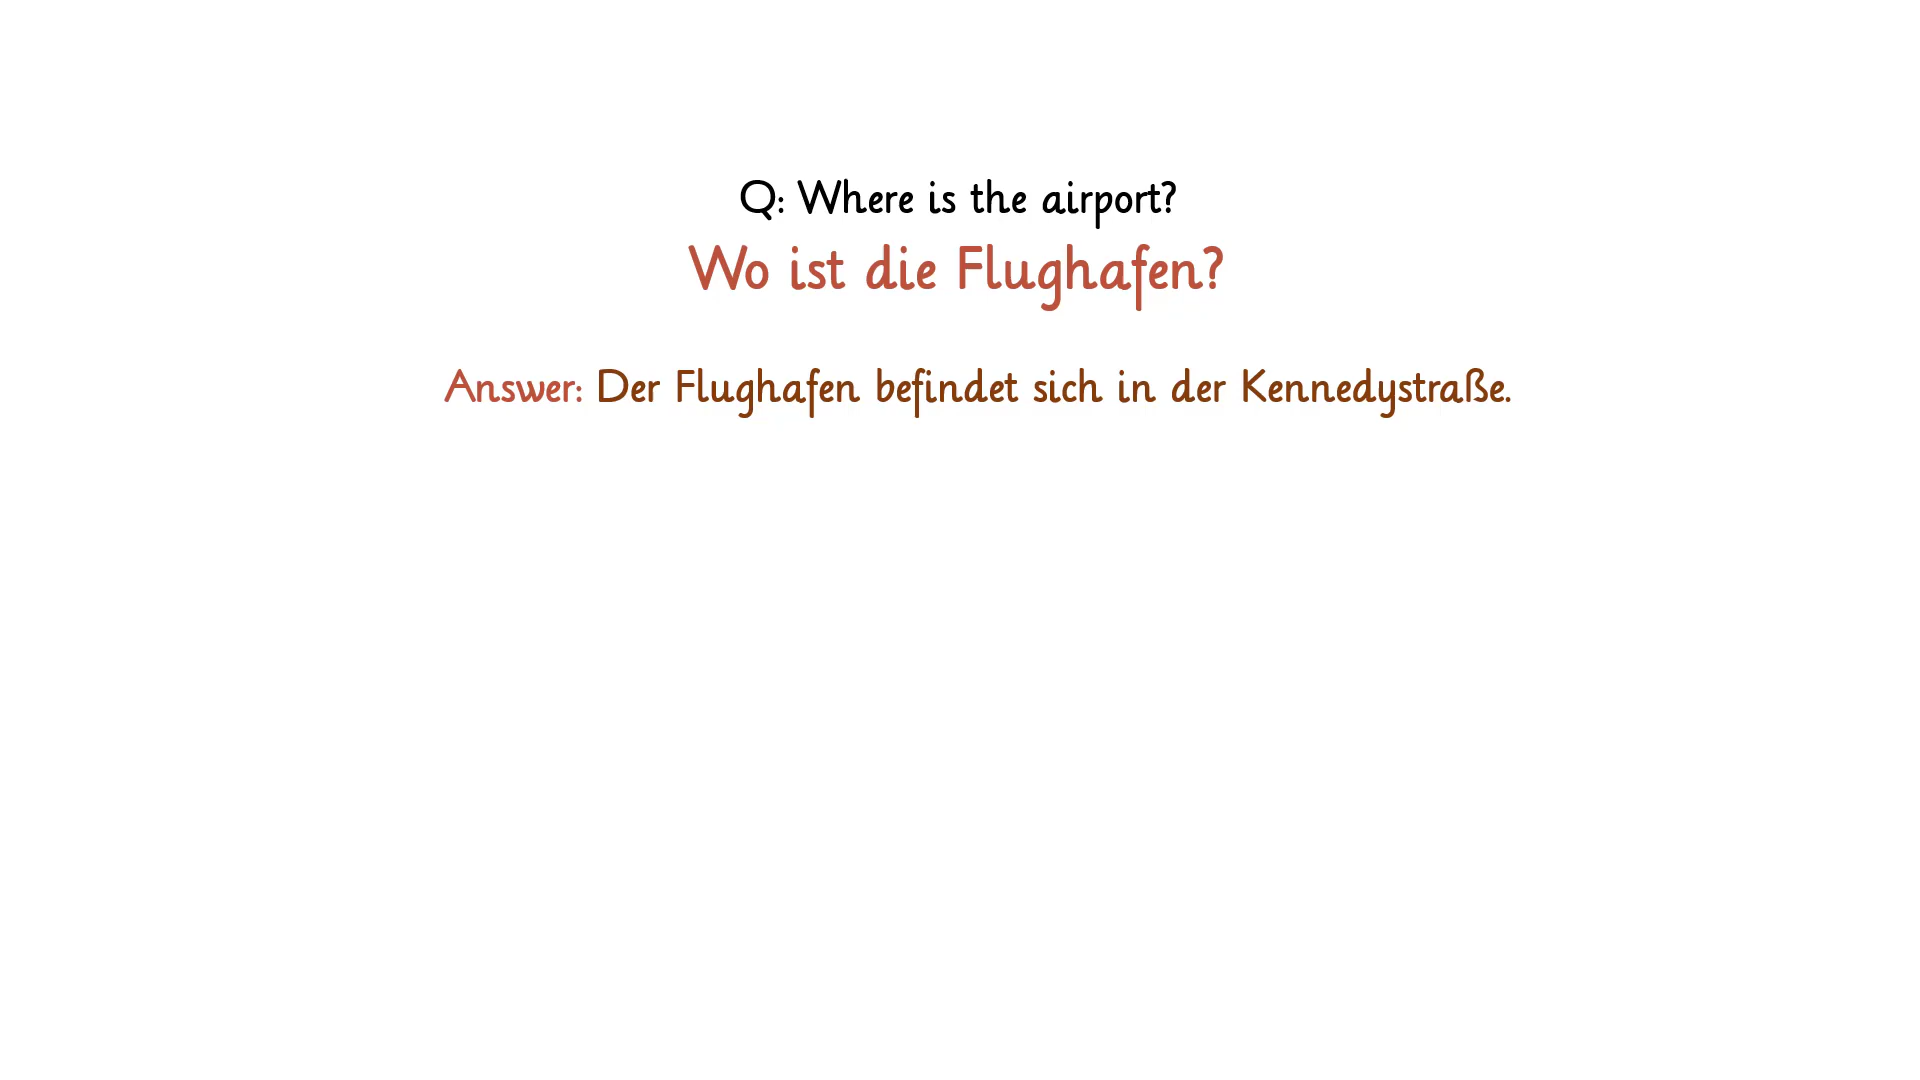 Q: Where is the airport?
Wo ist die Flughafen?
Answer: Der Flughafen befindet sich in der Kennedystraße.